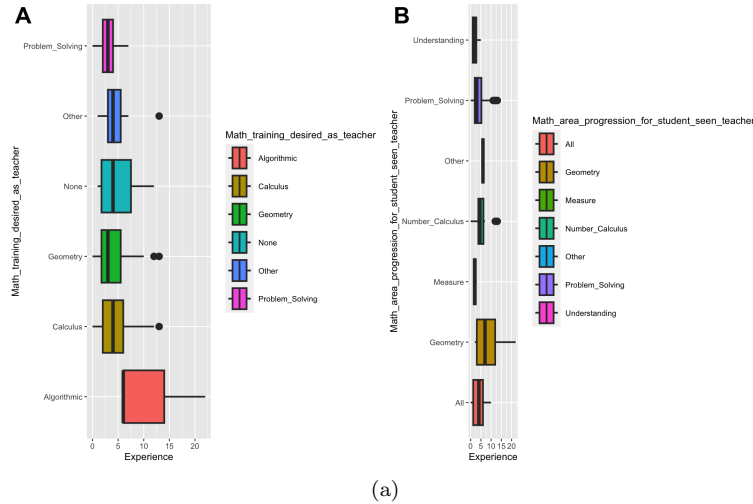 A
Math_training_desired_as_teacher
Problem_Solving
Other
None
Geometry
Calculus
Algorithmic
0 5 10 15 20
Experience
Math_training_desired_as_teacher
Algorithmic
Calculus
Geometry
None
Other
Problem_Solving
B
Math_area_progression_for_student_seen_teacher
Understanding
Problem_Solving
Other
Number_Calculus
Measure
Geometry
All
0 5 10 15 20
Experience
Math_area_progression_for_student_seen_teacher
All
Geometry
Measure
Number_Calculus
Other
Problem_Solving
Understanding
(a)